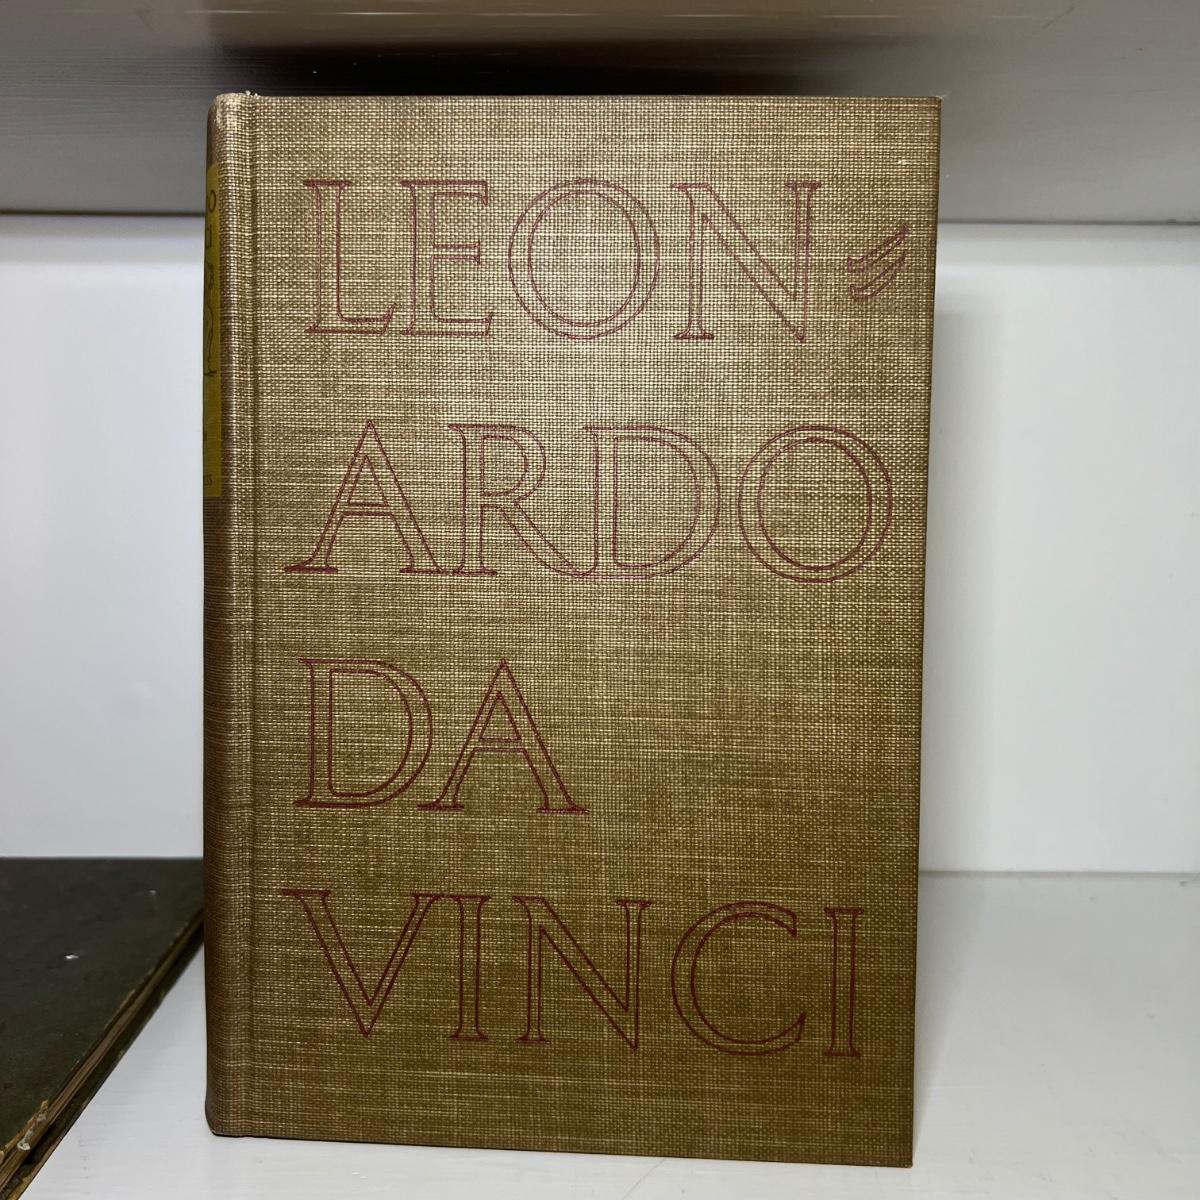 LEON=
ARDO
DA
VINCI